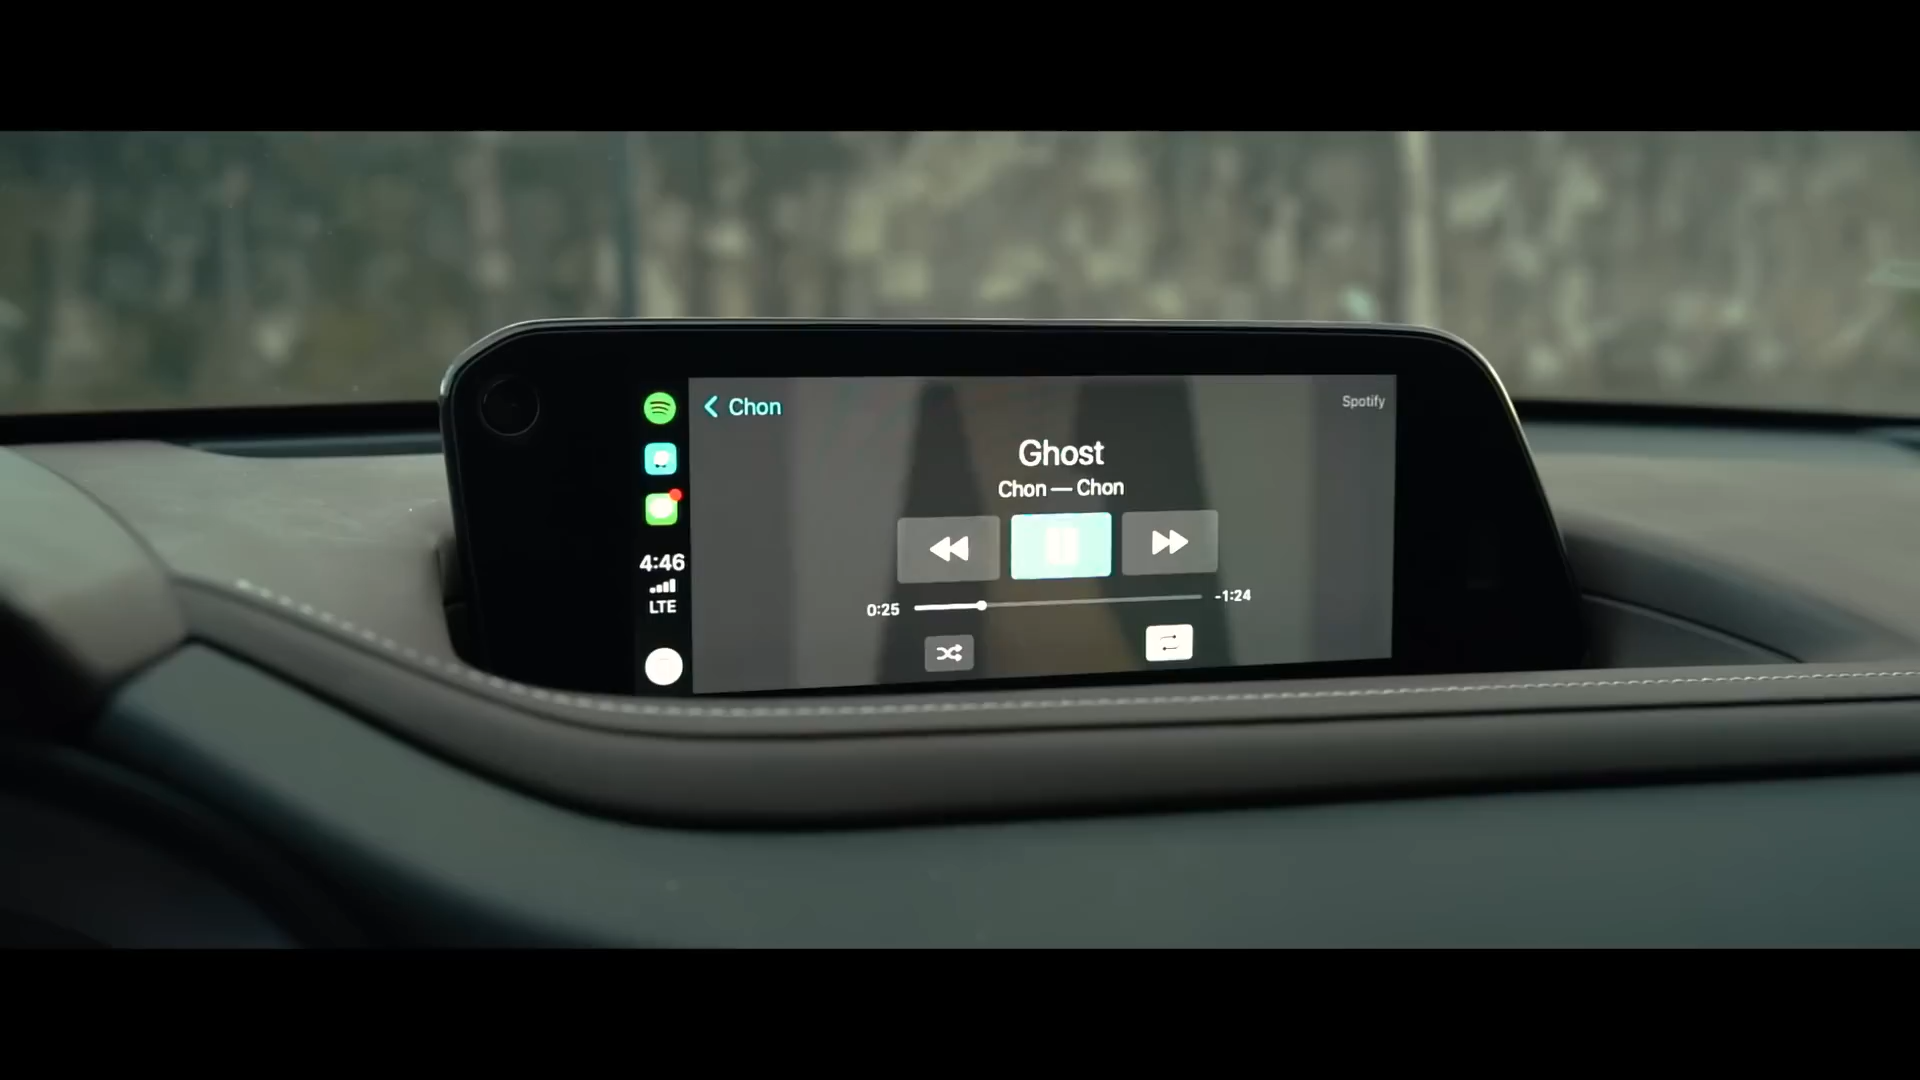 Chon
Spotify
Ghost
Chon — Chon
4:46
LTE
0:25
-1:24